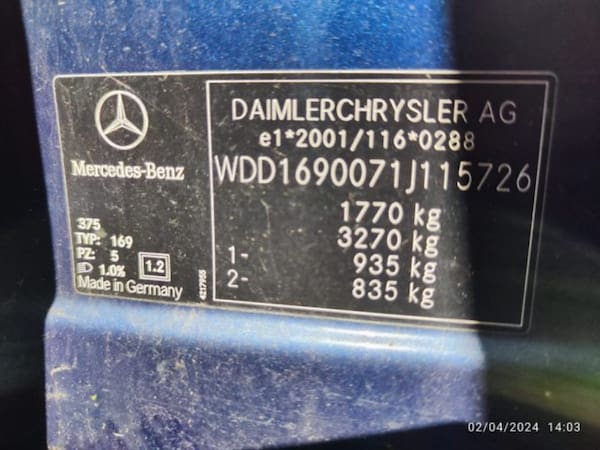 Mercedes-Benz
375
TYP: 169
PZ: 5
1.0%
1.2
Made in Germany
4217955
DAIMLERCHRYSLER AG
e1*2001/116*0288
WDD1690071J115726
1770 kg
3270 kg
1- 935 kg
2- 835 kg
02/04/2024 14:03